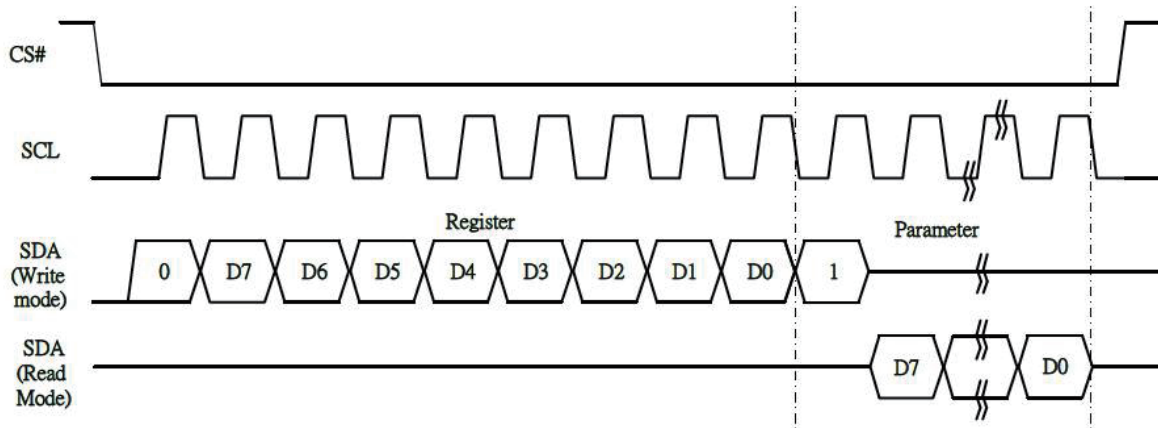 CS#
SCL
Register
Parameter
SDA
(Write
mode)
0 D7 D6 D5 D4 D3 D2 D1 D0 1
SDA
(Read
Mode)
D7 D0